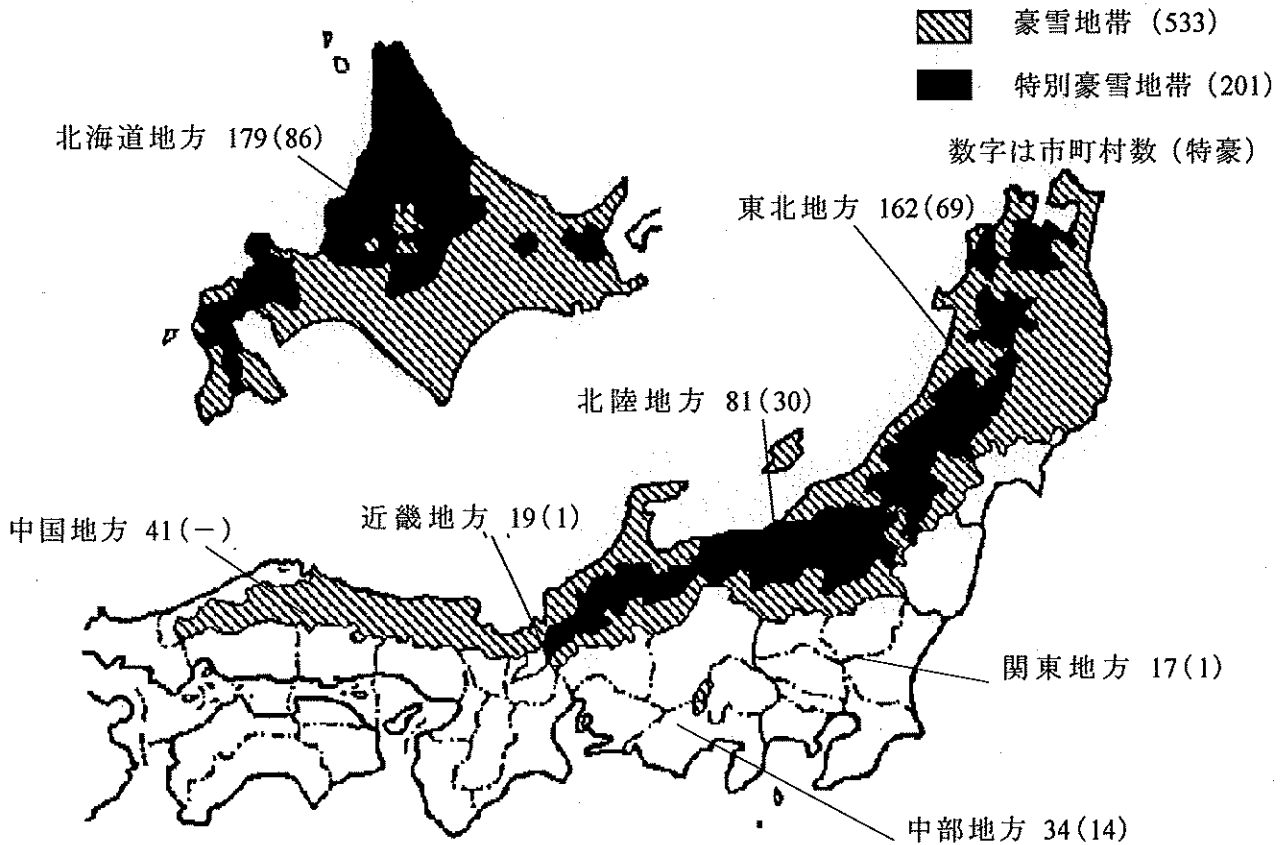 豪雪地帯 (533)
特別豪雪地帯 (201)
数字は市町村数 (特豪)
北海道地方 179(86)
東北地方 162(69)
北陸地方 81(30)
近畿地方 19(1)
中国地方 41(−)
関東地方 17(1)
中部地方 34(14)